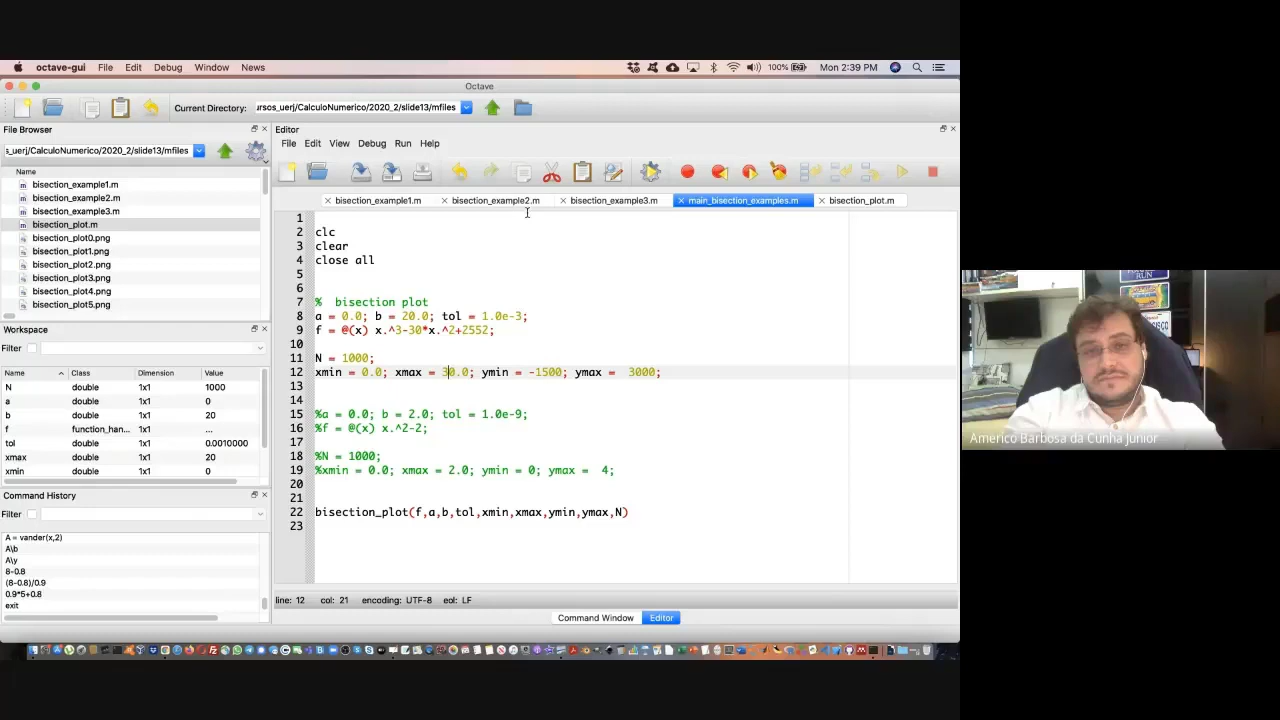 octave-gui File Edit Debug Window News 100% Mon 2:39 PM
Octave
Current Directory: ursos_uerj/CalculoNumerico/2020_2/slide13/mfiles
File Browser
s_uerj/CalculoNumerico/2020_2/slide13/mfiles
Name
bisection_example1.m
bisection_example2.m
bisection_example3.m
bisection_plot.m
bisection_plot0.png
bisection_plot1.png
bisection_plot2.png
bisection_plot3.png
bisection_plot4.png
bisection_plot5.png
Workspace
Filter
Name Class Dimension Value
N double 1x1 1000
a double 1x1 0
b double 1x1 20
f function_han... 1x1 ...
tol double 1x1 0.0010000
xmax double 1x1 20
xmin double 1x1 0
Command History
Filter
A = vander(x,2)
A\b
A\y
8-0.8
(8-0.8)/0.9
0.9*5+0.8
exit
Editor
File Edit View Debug Run Help
bisection_example1.m bisection_example2.m bisection_example3.m main_bisection_examples.m bisection_plot.m
1
2 clc
3 clear
4 close all
5
6
7 % bisection plot
8 a = 0.0; b = 20.0; tol = 1.0e-3;
9 f = @(x) x.^3-30*x.^2+2552;
10
11 N = 1000;
12 xmin = 0.0; xmax = 30.0; ymin = -1500; ymax =  3000;
13
14
15 %a = 0.0; b = 2.0; tol = 1.0e-9;
16 %f = @(x) x.^2-2;
17
18 %N = 1000;
19 %xmin = 0.0; xmax = 2.0; ymin = 0; ymax =  4;
20
21
22 bisection_plot(f,a,b,tol,xmin,xmax,ymin,ymax,N)
23
line: 12 col: 21 encoding: UTF-8 eol: LF
Command Window Editor
Americo Barbosa da Cunha Junior